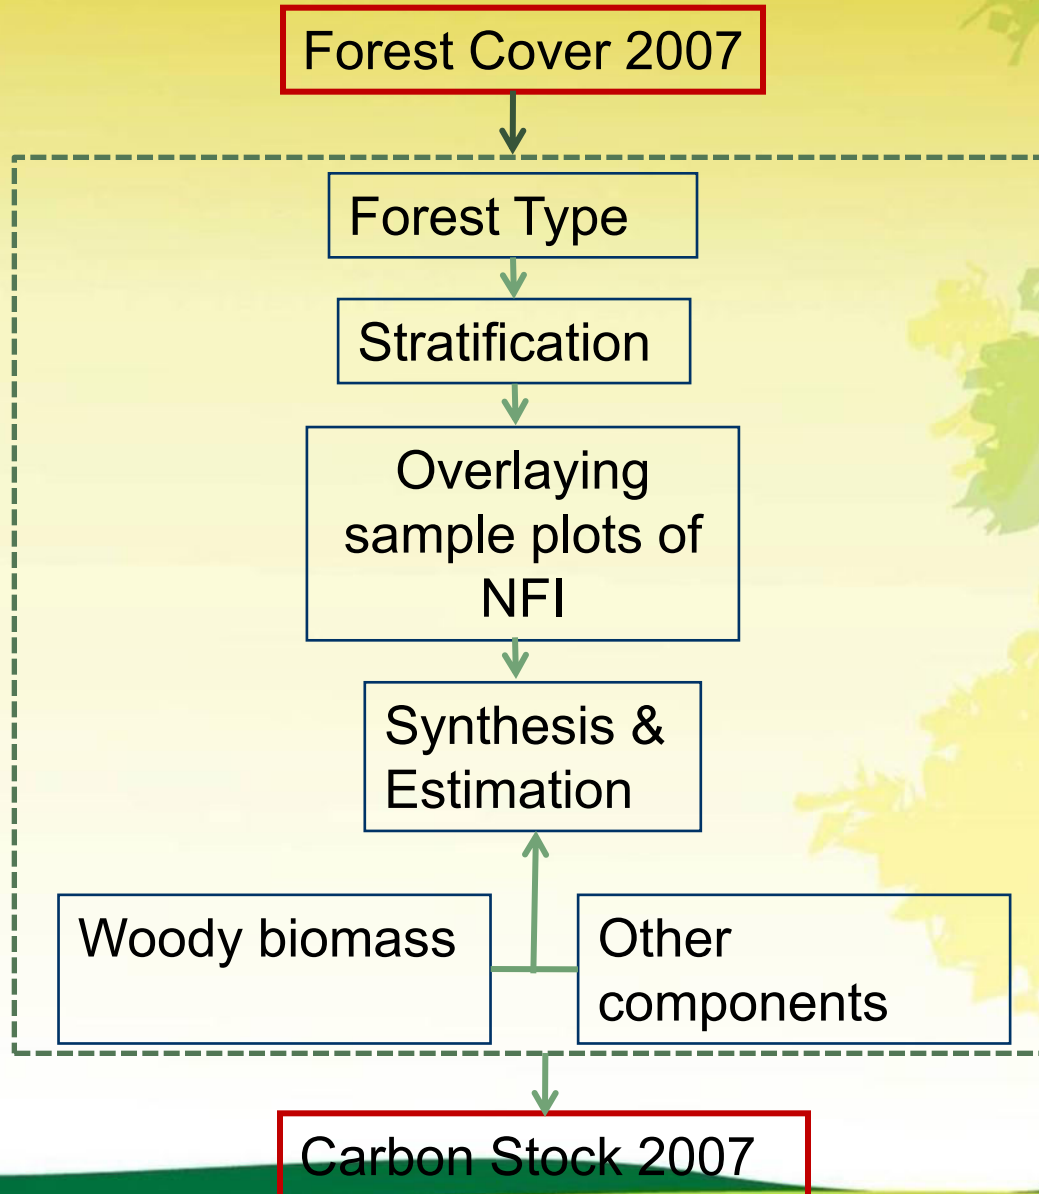 Forest Cover 2007
Forest Type
Stratification
Overlaying
sample plots of
NFI
Synthesis &
Estimation
Woody biomass
Other
components
Carbon Stock 2007